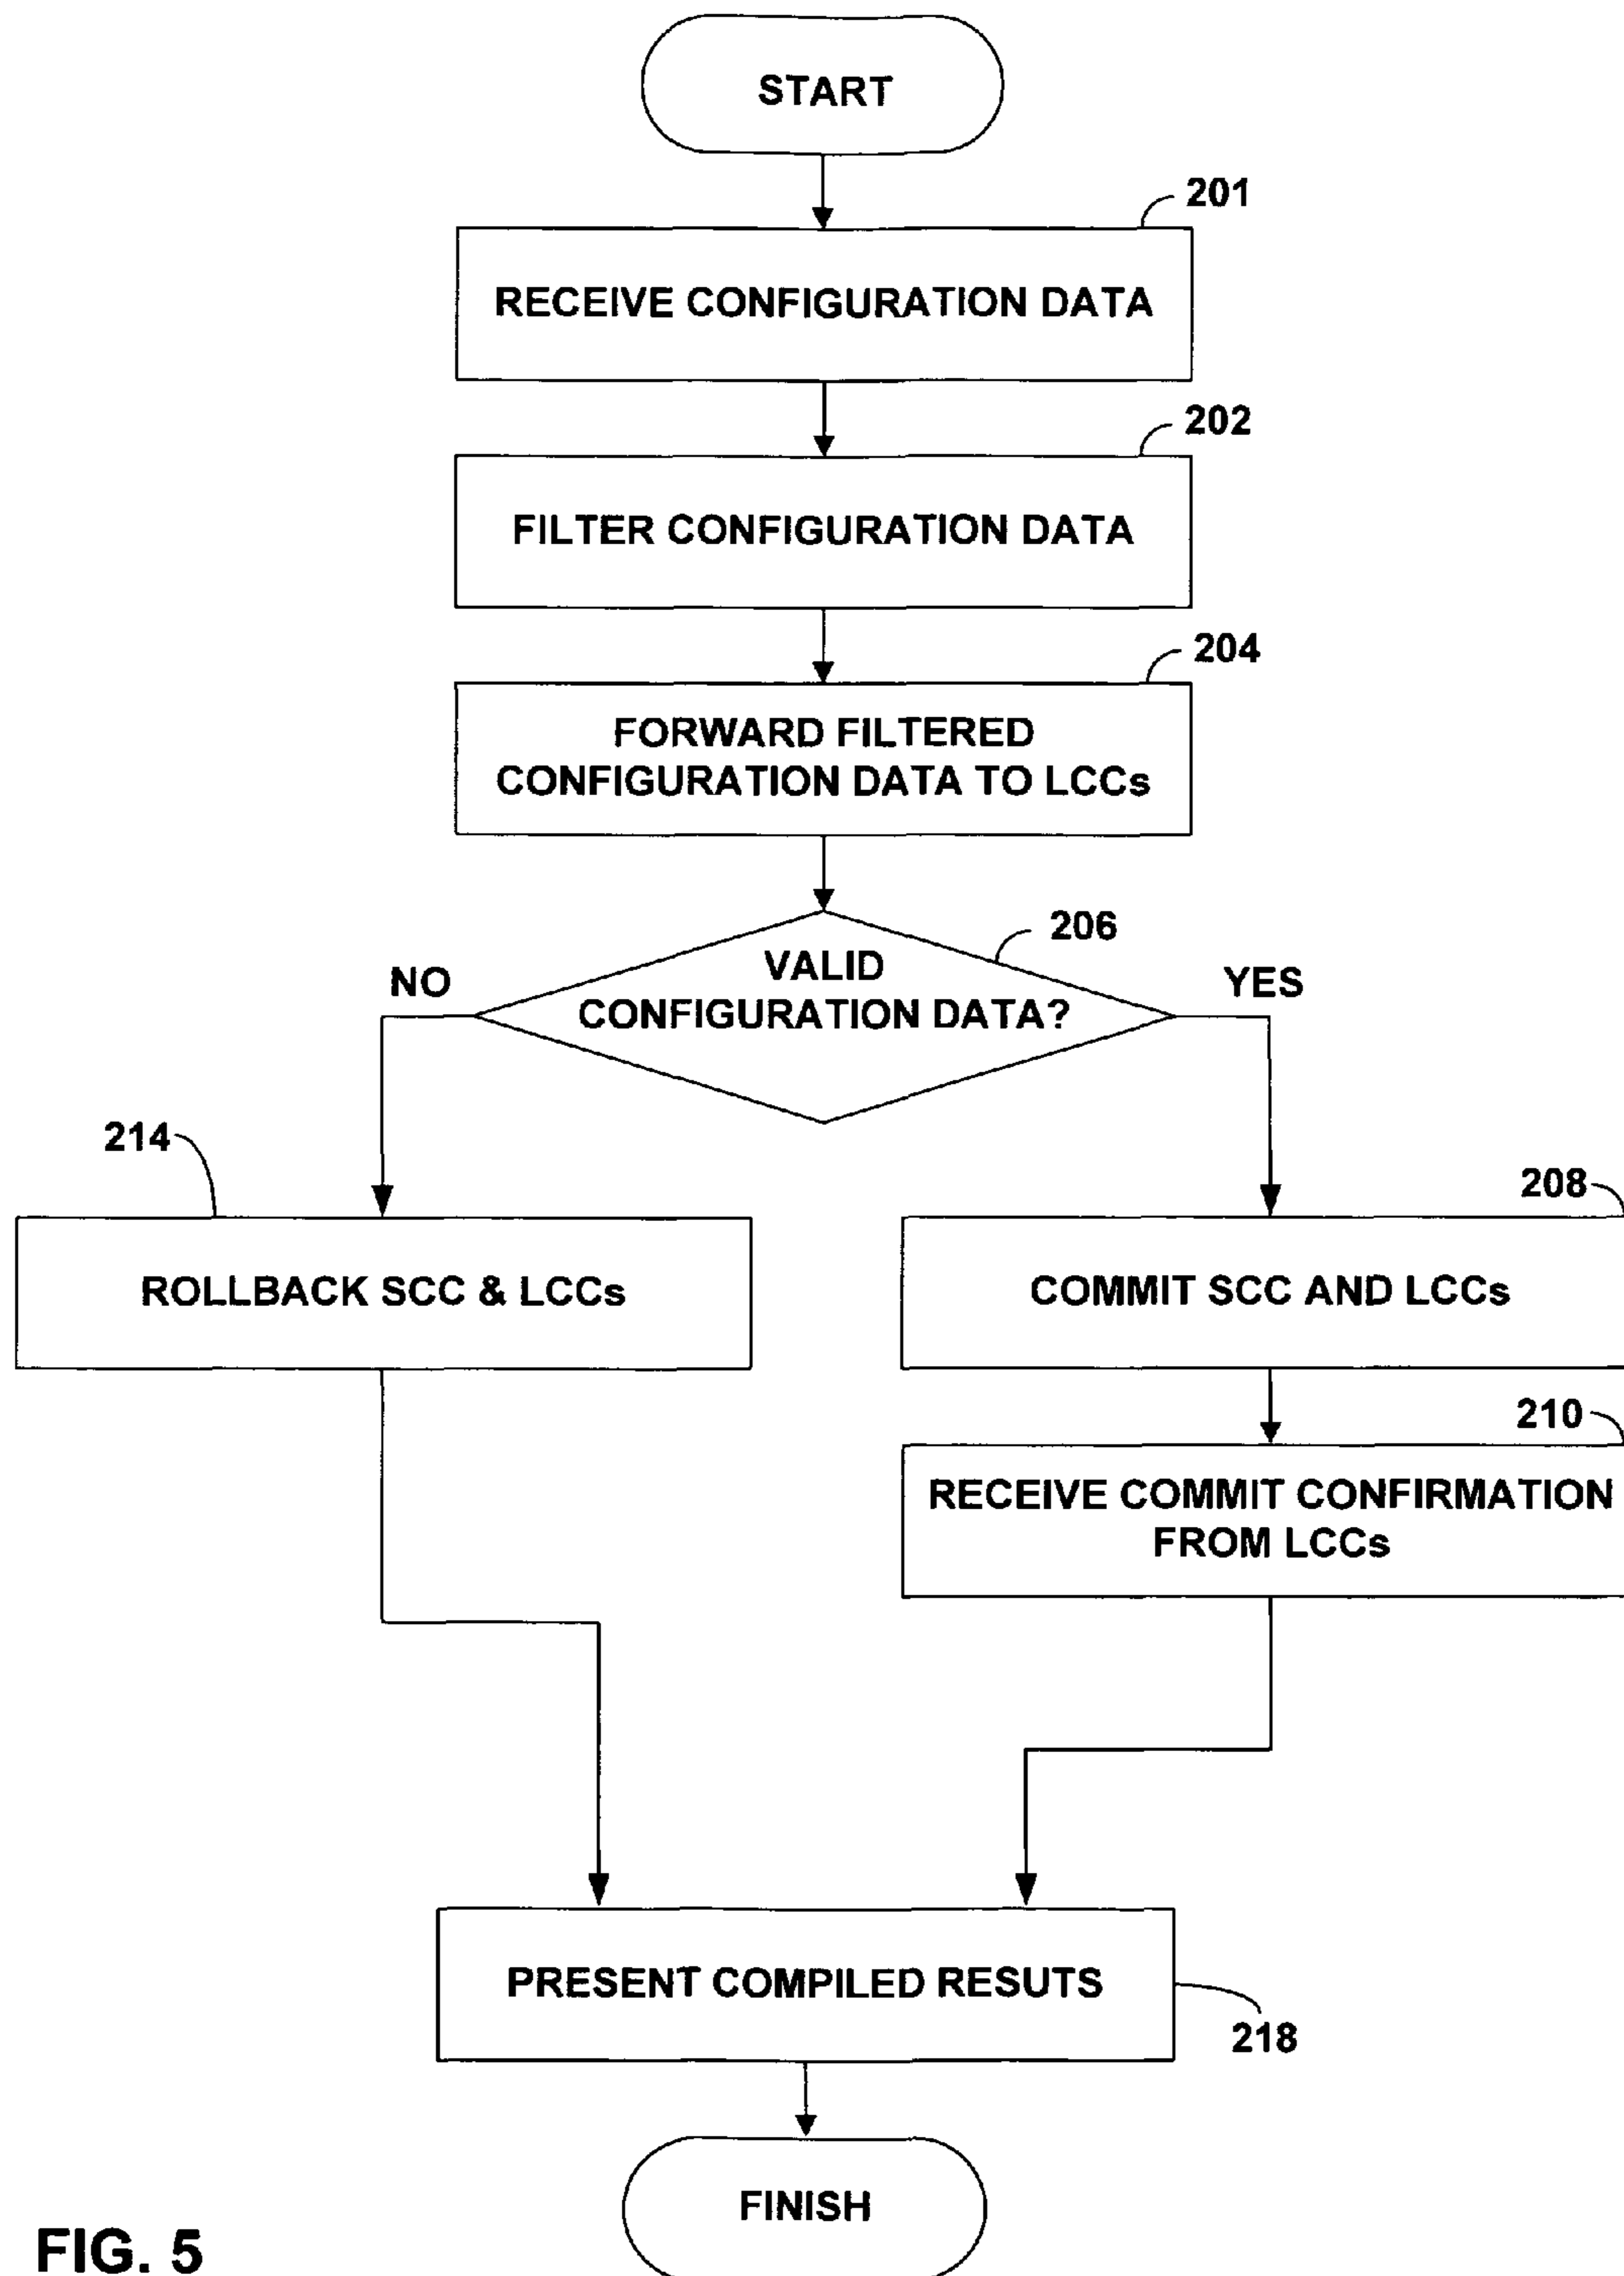 START
201
RECEIVE CONFIGURATION DATA
202
FILTER CONFIGURATION DATA
204
FORWARD FILTERED
CONFIGURATION DATA TO LCCs
206
VALID
CONFIGURATION DATA?
NO
YES
214
208
ROLLBACK SCC & LCCs
COMMIT SCC AND LCCs
210
RECEIVE COMMIT CONFIRMATION
FROM LCCs
PRESENT COMPILED RESUTS
218
FINISH
FIG. 5